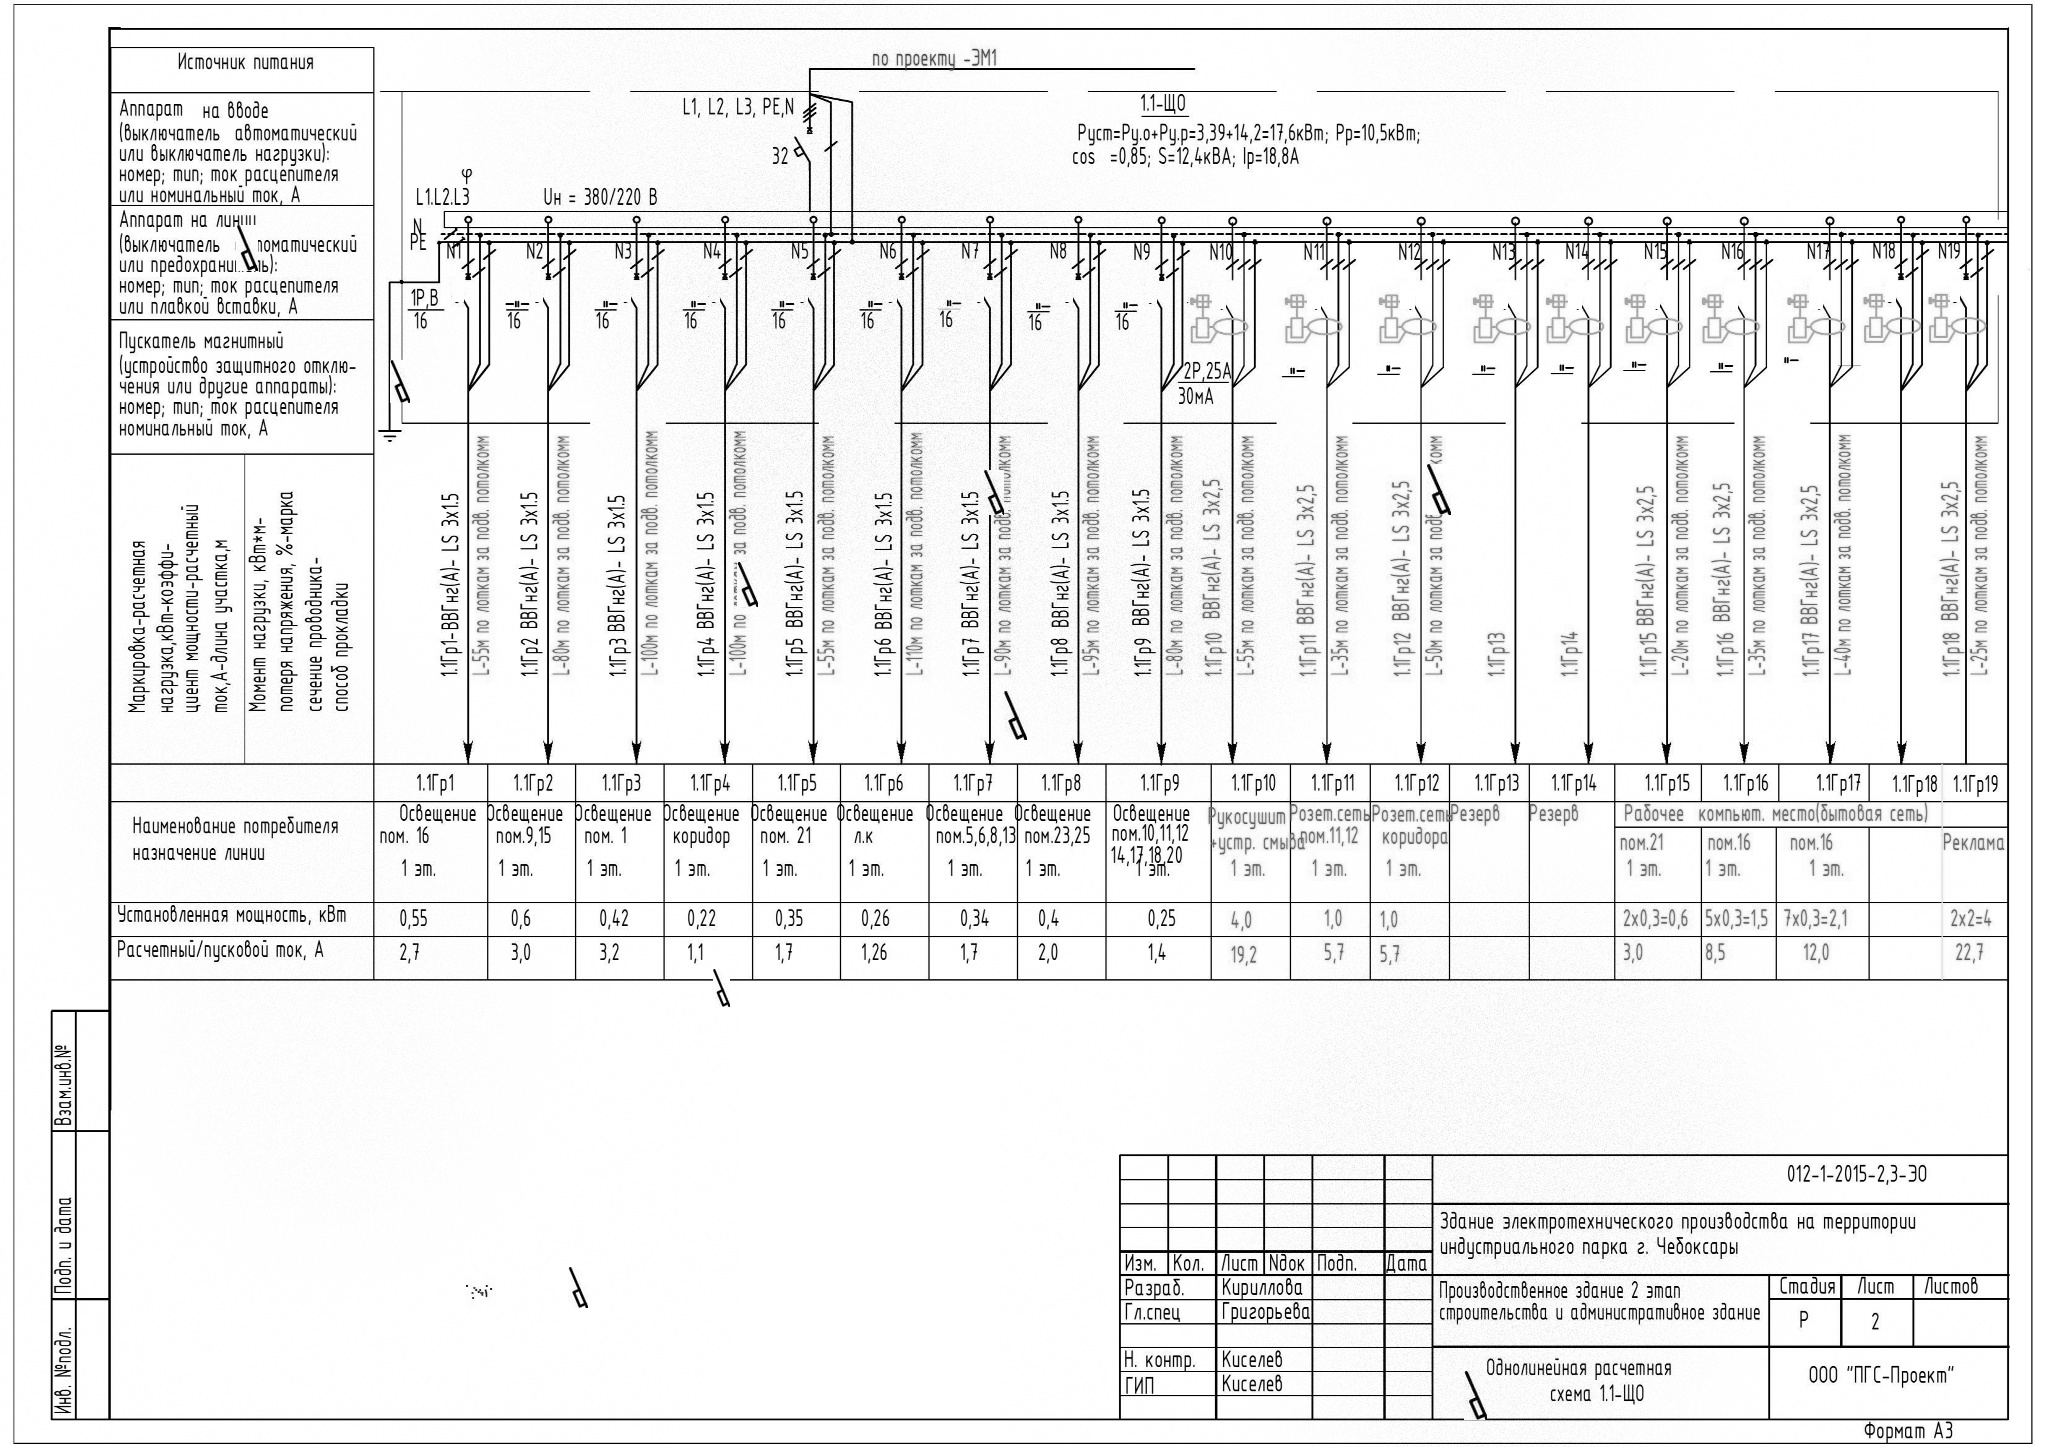 Источник питания
Аппарат на вводе
(выключатель автоматический
или выключатель нагрузки):
номер; тип; ток расцепителя
или номинальный ток, А
Аппарат на линии
(выключатель
или
номер; тип; ток расцепителя
или плавкой вставки, А
Пускатель магнитный
(устройство защитного отклю-
чения или другие аппараты):
номер; тип; ток расцепителя
номинальный ток, А
Маркировка-расчетная
нагрузка,кВт-коэффи-
циент мощности-расчетный
ток,А-длина участка,м
Момент нагрузки, кВт*м-
потеря напряжения, %-марка
сечение проводника-
способ прокладки
по проекту -ЭМ1
L1, L2, L3, PE,N
32
1.1-ЩО
Руст=Ру.о+Ру.р=3,39+14,2=17,6кВт; Рр=10,5кВт;
cos =0,85; S=12,4кВА; Iр=18,8А
φ
L1.L2.L3
Uн = 380/220 В
N
PE
N1 N2 N3 N4 N5 N6 N7 N8 N9 N10 N11 N12 N13 N14 N15 N16 N17 N18 N19
1Р,В
16
-"-
16
-"-
16
-"-
16
-"-
16
-"-
16
-"-
16
-"-
16
-"-
16
2Р,25А
30мА
-"- -"- -"- -"- -"- -"- -"-
1.1Гр1-ВВГнг(А)- LS 3х1.5
L-55м по лоткам за подв. потолкомм
1.1Гр2 ВВГнг(А)- LS 3х1.5
L-80м по лоткам за подв. потолкомм
1.1Гр3 ВВГнг(А)- LS 3х1.5
L-100м по лоткам за подв. потолкомм
1.1Гр4 ВВГнг(А)- LS 3х1.5
L-100м по за подв. потолкомм
1.1Гр5 ВВГнг(А)- LS 3х1.5
L-55м по лоткам за подв. потолкомм
1.1Гр6 ВВГнг(А)- LS 3х1.5
L-110м по лоткам за подв. потолкомм
1.1Гр7 ВВГнг(А)- LS 3х1.5
L-90м по лоткам за подв. потолкомм
1.1Гр8 ВВГнг(А)- LS 3х1.5
L-95м по лоткам за подв. потолкомм
1.1Гр9 ВВГнг(А)- LS 3х1.5
L-80м по лоткам за подв. потолкомм
1.1Гр10 ВВГнг(А)- LS 3х2,5
L-55м по лоткам за подв. потолкомм
1.1Гр11 ВВГнг(А)- LS 3х2,5
L-35м по лоткам за подв. потолкомм
1.1Гр12 ВВГнг(А)- LS 3х2,5
L-50м по лоткам за
1.1Гр13
1.1Гр14
1.1Гр15 ВВГнг(А)- LS 3х2,5
L-20м по лоткам за подв. потолкомм
1.1Гр16 ВВГнг(А)- LS 3х2,5
L-35м по лоткам за подв. потолкомм
1.1Гр17 ВВГнг(А)- LS 3х2,5
L-40м по лоткам за подв. потолкомм
1.1Гр18 ВВГнг(А)- LS 3х2,5
L-25м по лоткам за подв. потолкомм
1.1Гр1 1.1Гр2 1.1Гр3 1.1Гр4 1.1Гр5 1.1Гр6 1.1Гр7 1.1Гр8 1.1Гр9 1.1Гр10 1.1Гр11 1.1Гр12 1.1Гр13 1.1Гр14 1.1Гр15 1.1Гр16 1.1Гр17 1.1Гр18 1.1Гр19
Наименование потребителя
назначение линии
Освещение
пом. 16
1 эт.
Освещение
пом.9,15
1 эт.
Освещение
пом. 1
1 эт.
Освещение
коридор
1 эт.
Освещение
пом. 21
1 эт.
Освещение
л.к
1 эт.
Освещение
пом.5,6,8,13
1 эт.
Освещение
пом.23,25
1 эт.
Освещение
пом.10,11,12
14,17,18,20
1 эт.
Рукосушит
+устр. смыва
1 эт.
Розет.сеть
пом.11,12
1 эт.
Розет.сеть
коридора
1 эт.
Резерв
Резерв
Рабочее компьют. место(бытовая сеть)
пом.21
1 эт.
пом.16
1 эт.
пом.16
1 эт.
Реклама
Установленная мощность, кВт 0,55 0,6 0,42 0,22 0,35 0,26 0,34 0,4 0,25 4,0 1,0 1,0 2х0,3=0,6 5х0,3=1,5 7х0,3=2,1 2х2=4
Расчетный/пусковой ток, А 2,7 3,0 3,2 1,1 1,7 1,26 1,7 2,0 1,4 19,2 5,7 5,7 3,0 8,5 12,0 22,7
Взам.инв.№
Подп. и дата
Инв. №подл.
012-1-2015-2,3-ЭО
Здание электротехнического производства на территории
индустриального парка г. Чебоксары
Изм. Кол. Лист Nдок Подп. Дата
Разраб. Кириллова
Гл.спец Григорьева
Н. контр. Киселев
ГИП Киселев
Производственное здание 2 этап
строительства и административное здание
Стадия Лист Листов
Р 2
Однолинейная расчетная
схема 1.1-ЩО
ООО "ПГС-Проект"
Формат А3